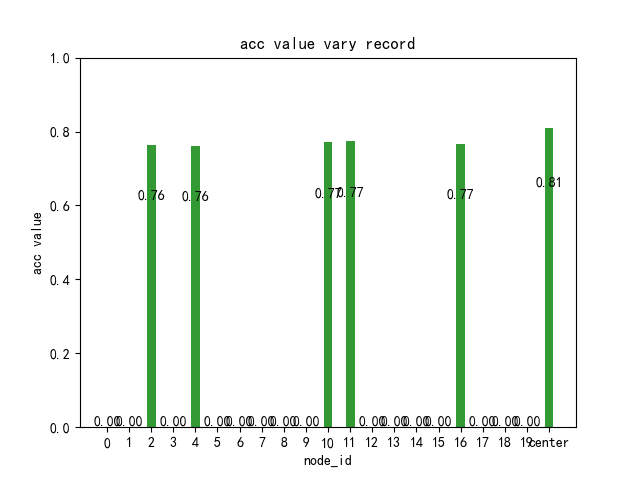 acc value vary record
acc value
1.0
0.8
0.6
0.4
0.2
0.0
0.00 0.00 0.76 0.00 0.76 0.00 0.00 0.00 0.00 0.00 0.77 0.77 0.00 0.00 0.00 0.00 0.77 0.00 0.00 0.00 0.81
0 1 2 3 4 5 6 7 8 9 10 11 12 13 14 15 16 17 18 19 center
node_id